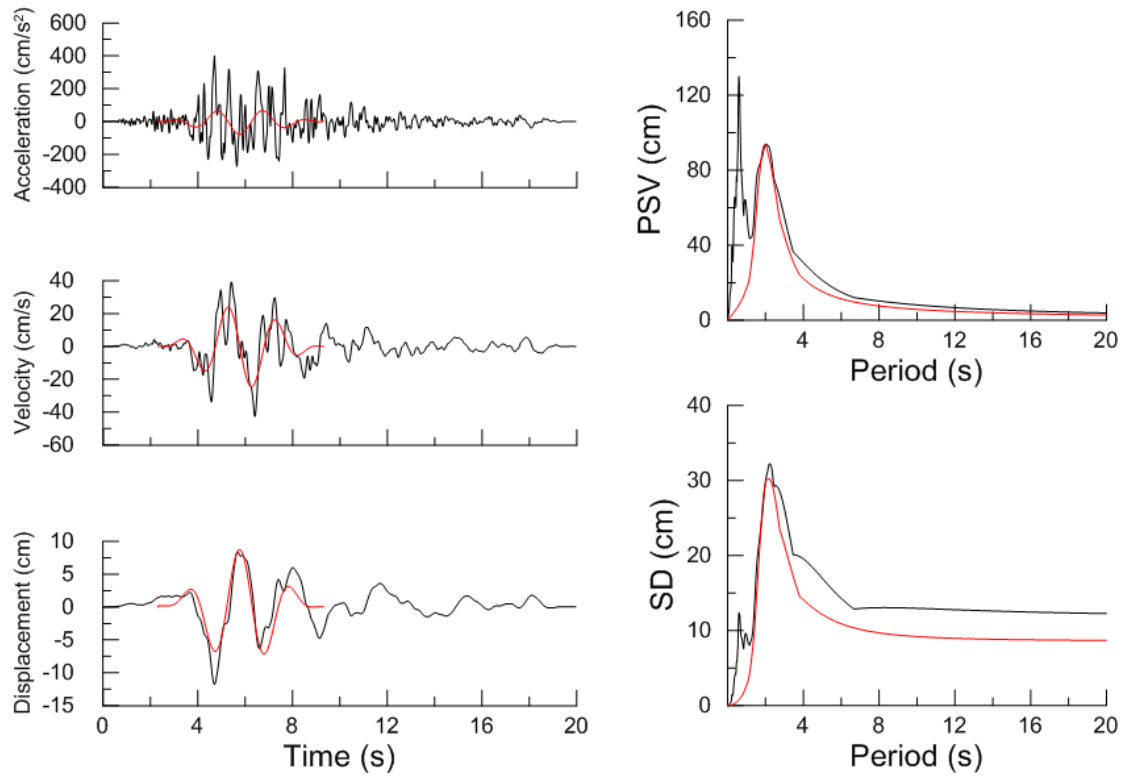 Acceleration (cm/s²)
600
400
200
0
-200
-400
Velocity (cm/s)
40
20
0
-20
-40
-60
Displacement (cm)
10
5
0
-5
-10
-15
0 4 8 12 16 20
Time (s)
PSV (cm)
160
120
80
40
0
4 8 12 16 20
Period (s)
SD (cm)
40
30
20
10
0
4 8 12 16 20
Period (s)